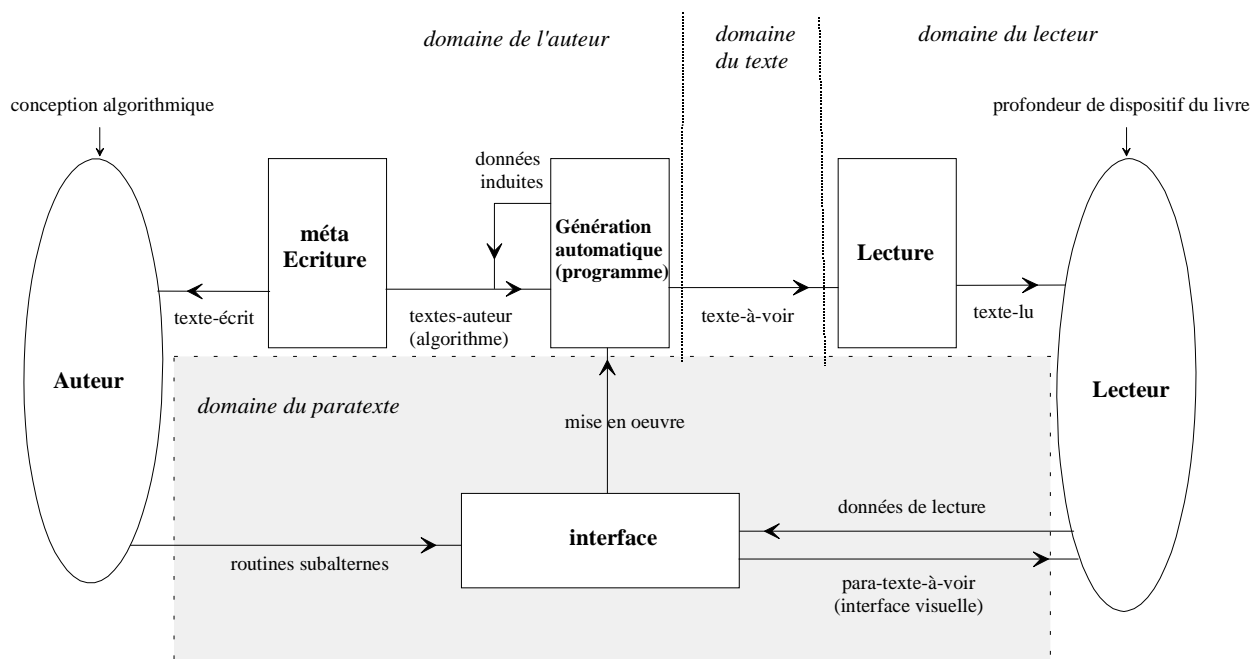 domaine de l'auteur
domaine
du texte
domaine du lecteur
conception algorithmique
profondeur de dispositif du livre
données
induites
méta
Ecriture
Génération
automatique
(programme)
Lecture
texte-écrit
textes-auteur
(algorithme)
texte-à-voir
texte-lu
Auteur
Lecteur
domaine du paratexte
mise en oeuvre
données de lecture
interface
routines subalternes
para-texte-à-voir
(interface visuelle)